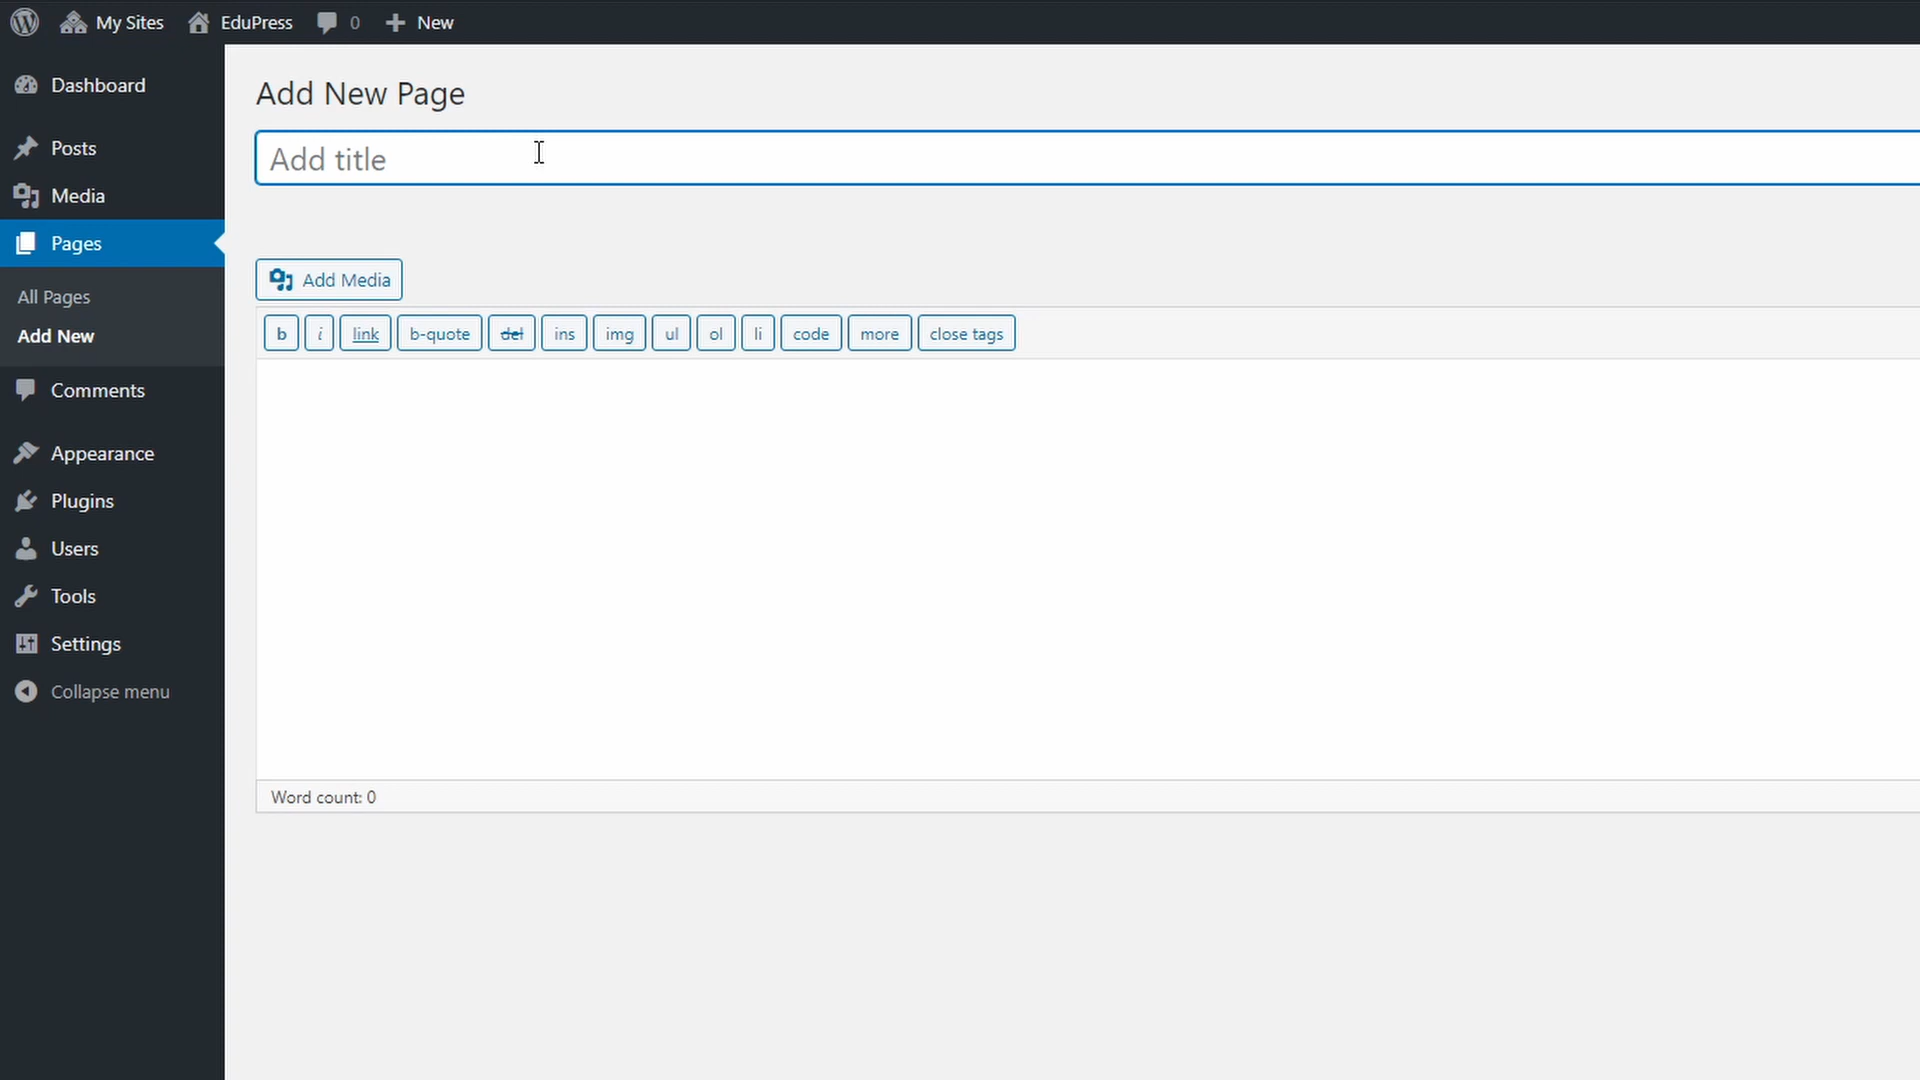 My Sites EduPress 0 New
Dashboard
Posts
Media
Pages
All Pages
Add New
Comments
Appearance
Plugins
Users
Tools
Settings
Collapse menu
Add New Page
Add title
Add Media
b i link b-quote del ins img ul ol li code more close tags
Word count: 0